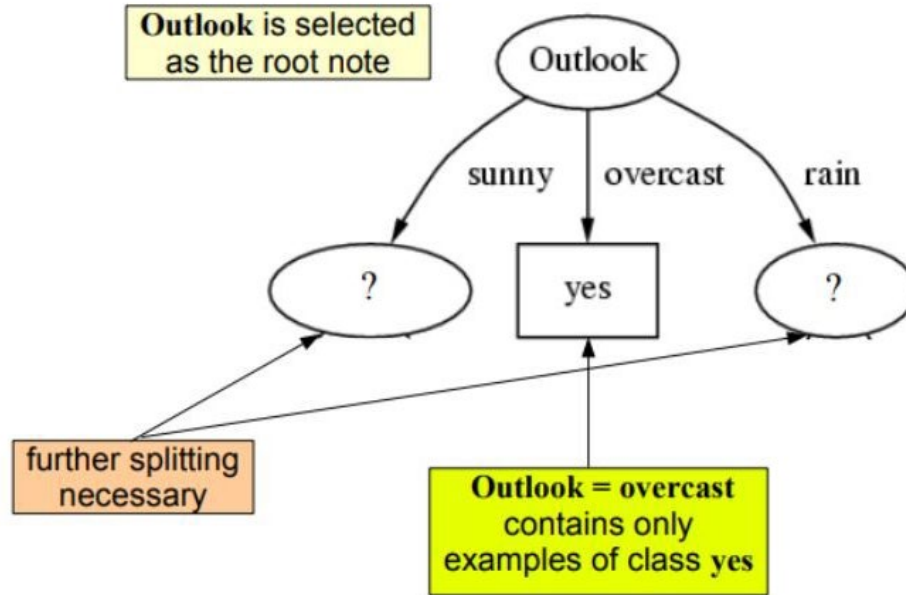 Outlook is selected
as the root note
Outlook
sunny
overcast
rain
?
yes
?
further splitting
necessary
Outlook = overcast
contains only
examples of class yes